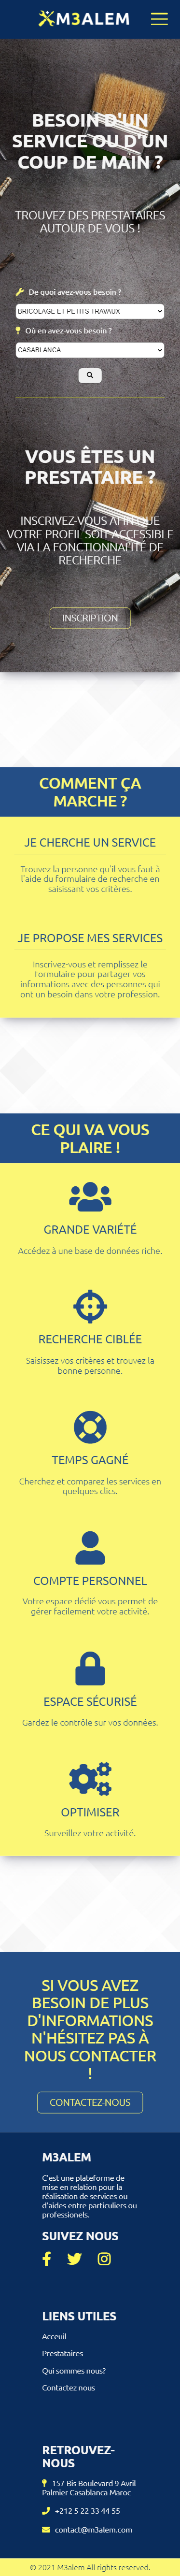 M3ALEM
BESOIN D'UN
SERVICE OU D'UN
COUP DE MAIN ?
TROUVEZ DES PRESTATAIRES
AUTOUR DE VOUS !
De quoi avez-vous besoin ?
BRICOLAGE ET PETITS TRAVAUX
Où en avez-vous besoin ?
CASABLANCA
VOUS ÊTES UN
PRESTATAIRE ?
INSCRIVEZ-VOUS AFIN QUE
VOTRE PROFIL SOIT ACCESSIBLE
VIA LA FONCTIONNALITÉ DE
RECHERCHE
INSCRIPTION
COMMENT ÇA
MARCHE ?
JE CHERCHE UN SERVICE
Trouvez la personne qu'il vous faut à
l'aide du formulaire de recherche en
saisissant vos critères.
JE PROPOSE MES SERVICES
Inscrivez-vous et remplissez le
formulaire pour partager vos
informations avec des personnes qui
ont un besoin dans votre profession.
CE QUI VA VOUS
PLAIRE !
GRANDE VARIÉTÉ
Accédez à une base de données riche.
RECHERCHE CIBLÉE
Saisissez vos critères et trouvez la
bonne personne.
TEMPS GAGNÉ
Cherchez et comparez les services en
quelques clics.
COMPTE PERSONNEL
Votre espace dédié vous permet de
gérer facilement votre activité.
ESPACE SÉCURISÉ
Gardez le contrôle sur vos données.
OPTIMISER
Surveillez votre activité.
SI VOUS AVEZ
BESOIN DE PLUS
D'INFORMATIONS
N'HÉSITEZ PAS À
NOUS CONTACTER
!
CONTACTEZ-NOUS
M3ALEM
C'est une plateforme de
mise en relation pour la
réalisation de services ou
d'aides entre particuliers ou
professionels.
SUIVEZ NOUS
LIENS UTILES
Acceuil
Prestataires
Qui sommes nous?
Contactez nous
RETROUVEZ-
NOUS
157 Bis Boulevard 9 Avril
Palmier Casablanca Maroc
+212 5 22 33 44 55
contact@m3alem.com
© 2021 M3alem All rights reserved.